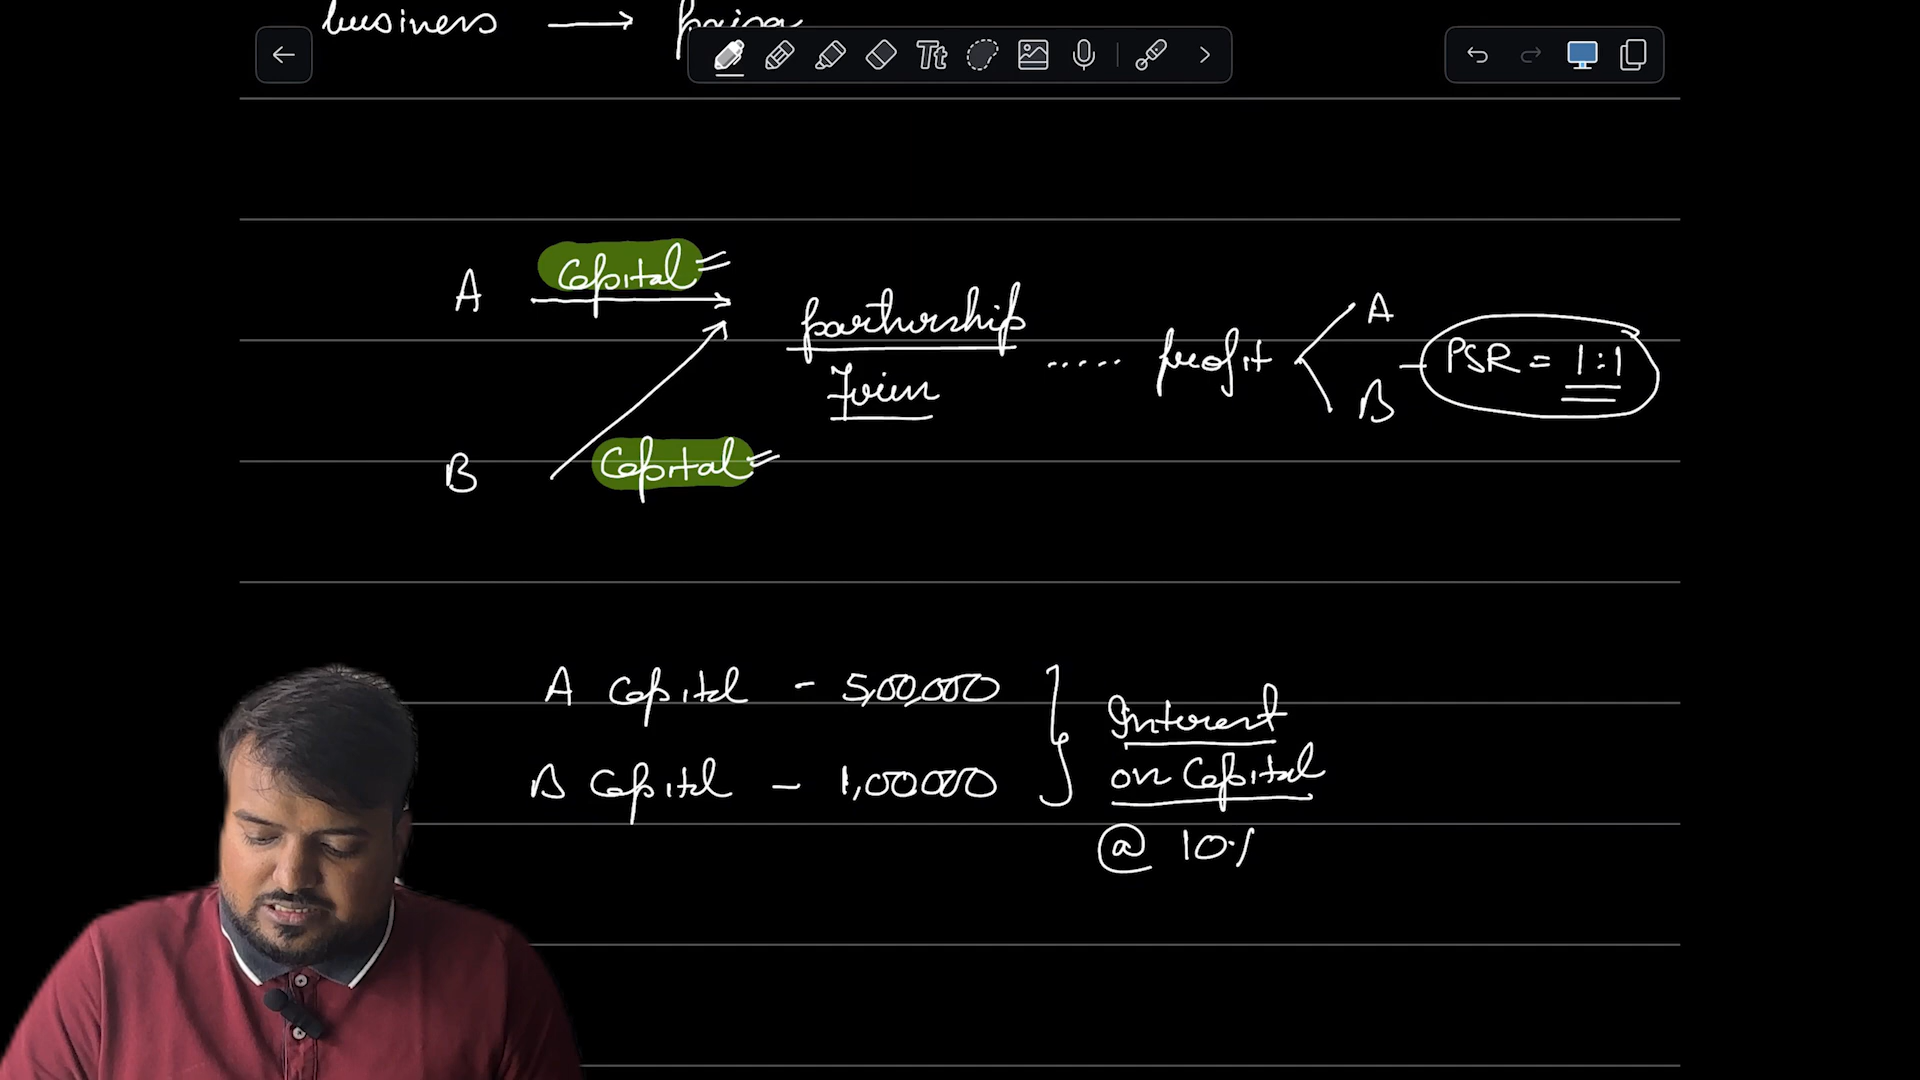 business → 
Tt
A Capital =
partnership
Firm
..... profit
A
B
PSR = 1:1
B Capital =
A Capital - 5,00,000
B Capital - 1,00,000
Interest
on Capital
@ 10%